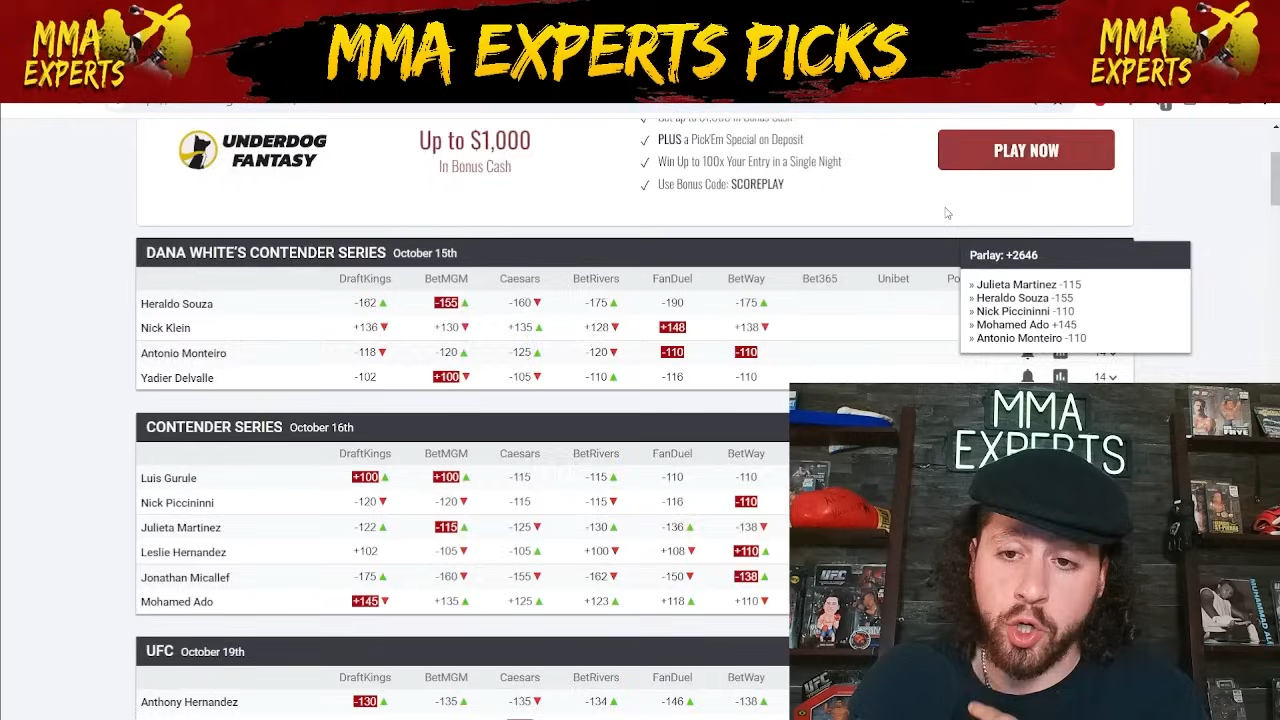 MMA
EXPERTS
MMA EXPERTS PICKS
MMA
EXPERTS
UNDERDOG
FANTASY
Up to $1,000
In Bonus Cash
PLUS a Pick'Em Special on Deposit
Win Up to 100x Your Entry in a Single Night
Use Bonus Code: SCOREPLAY
PLAY NOW
DANA WHITE'S CONTENDER SERIES October 15th
DraftKings BetMGM Caesars BetRivers FanDuel BetWay Bet365 Unibet
Heraldo Souza -162 -155 -160 -175 -190 -175
Nick Klein +136 +130 +135 +128 +148 +138
Antonio Monteiro -118 -120 -125 -120 -110 -110
Yadier Delvalle -102 +100 -105 -110 -116 -110 14
Parlay: +2646
» Julieta Martinez -115
» Heraldo Souza -155
» Nick Piccininni -110
» Mohamed Ado +145
» Antonio Monteiro -110
CONTENDER SERIES October 16th
DraftKings BetMGM Caesars BetRivers FanDuel BetWay
Luis Gurule +100 +100 -115 -115 -110 -110
Nick Piccininni -120 -120 -115 -115 -116 -110
Julieta Martinez -122 -115 -125 -130 -136 -138
Leslie Hernandez +102 -105 -105 +100 +108 +110
Jonathan Micallef -175 -160 -155 -162 -150 -138
Mohamed Ado +145 +135 +125 +123 +118 +110
UFC October 19th
DraftKings BetMGM Caesars BetRivers FanDuel BetWay
Anthony Hernandez -130 -135 -135 -134 -146 -138
MMA
EXPERTS
UFC
UFC